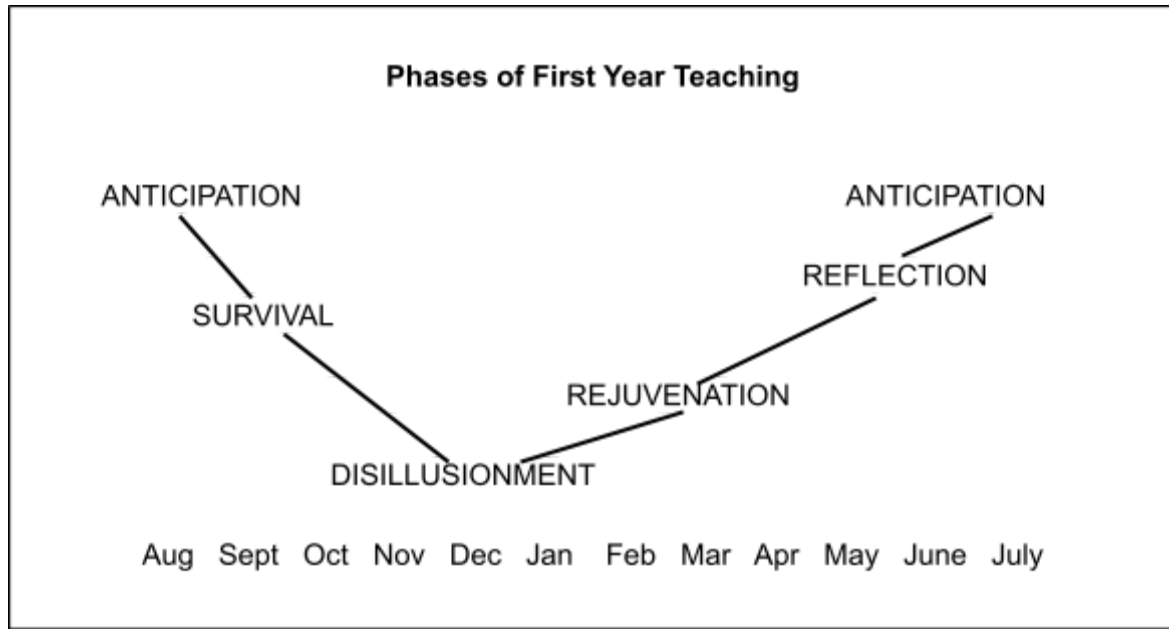 Phases of First Year Teaching
ANTICIPATION
ANTICIPATION
REFLECTION
SURVIVAL
REJUVENATION
DISILLUSIONMENT
Aug Sept Oct Nov Dec Jan Feb Mar Apr May June July